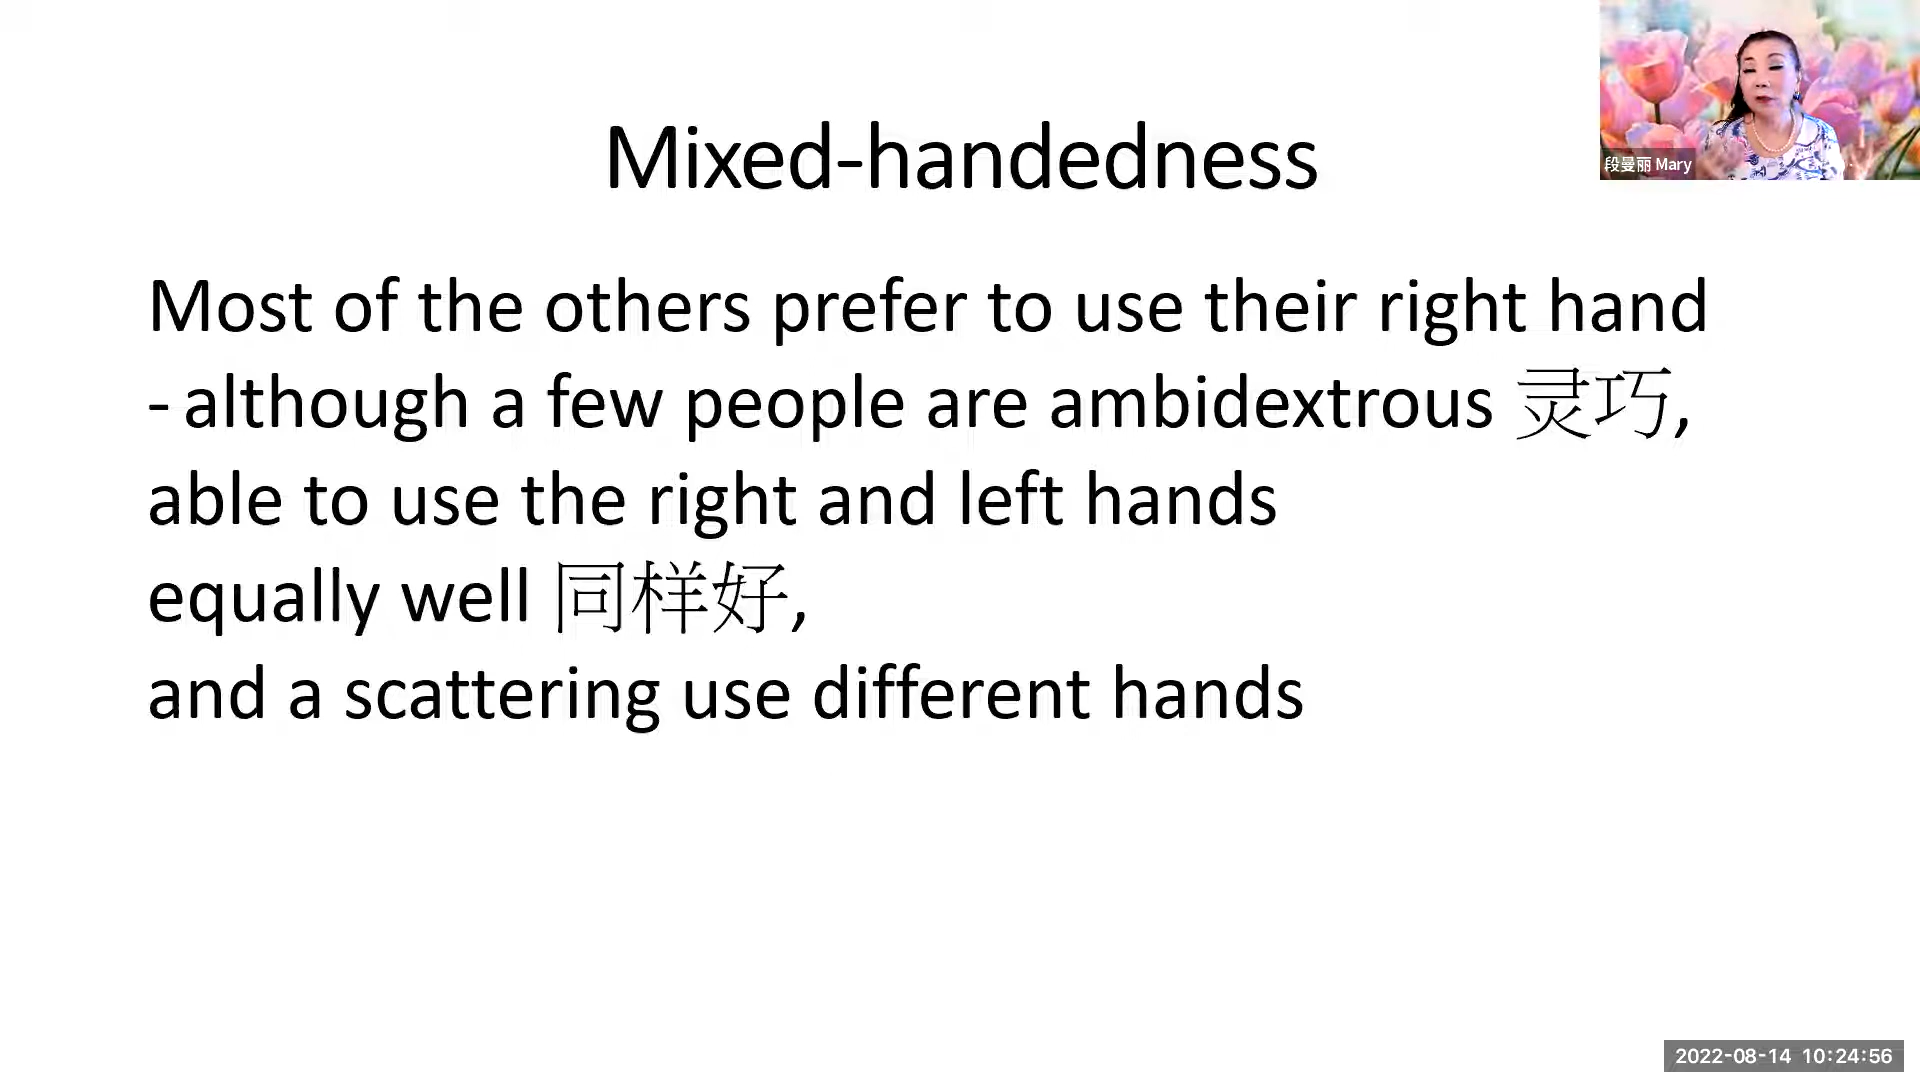 Mixed-handedness
段曼丽 Mary
Most of the others prefer to use their right hand
- although a few people are ambidextrous 灵巧,
able to use the right and left hands
equally well 同样好,
and a scattering use different hands
2022-08-14 10:24:56